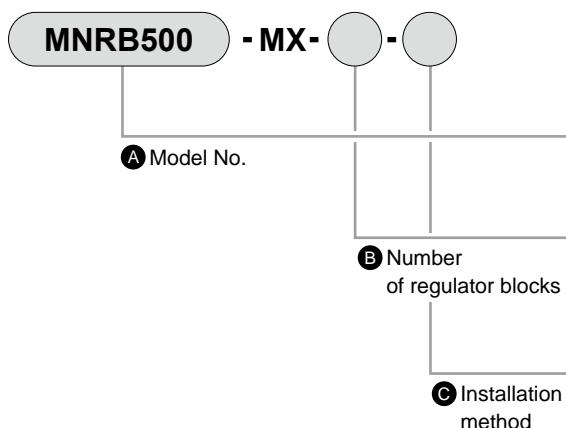 MNRB500 - MX- -
A Model No.
B Number
of regulator blocks
C Installation
method